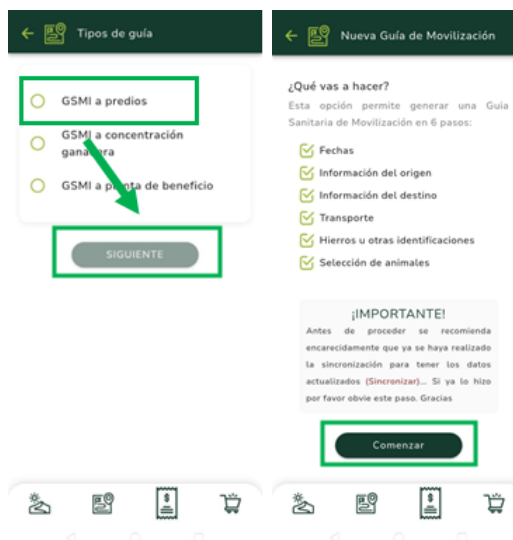 Tipos de guía
GSMI a predios
GSMI a concentración
ganadera
GSMI a planta de beneficio
SIGUIENTE
Nueva Guía de Movilización
¿Qué vas a hacer?
Esta opción permite generar una Guia
Sanitaria de Movilización en 6 pasos:
Fechas
Información del origen
Información del destino
Transporte
Hierros u otras identificaciones
Selección de animales
¡IMPORTANTE!
Antes de proceder se recomienda
encarecidamente que ya se haya realizado
la sincronización para tener los datos
actualizados (Sincronizar)... Si ya lo hizo
por favor obvie este paso. Gracias
Comenzar